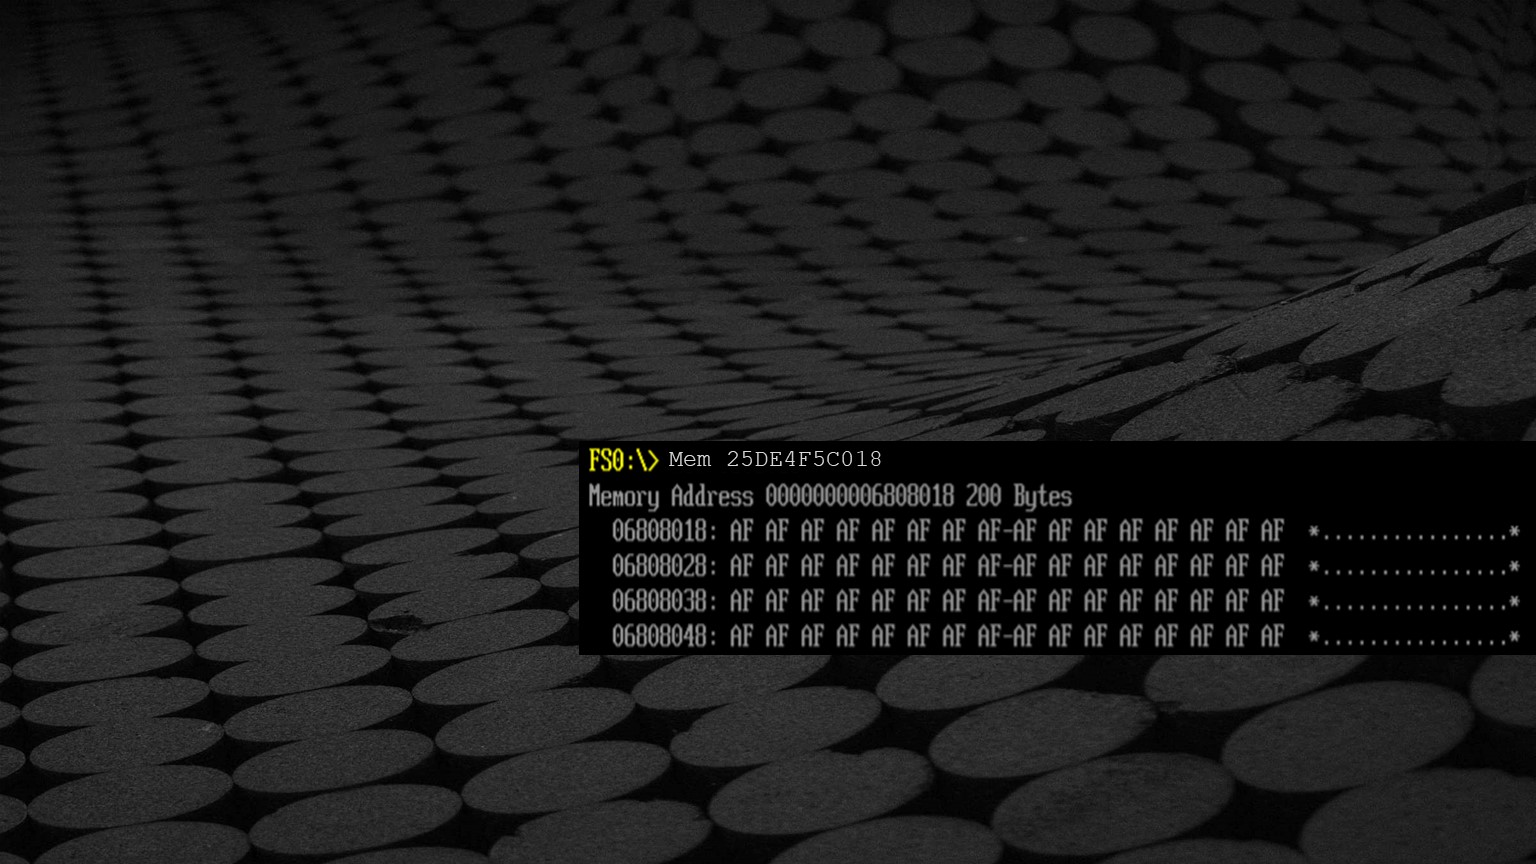 FS0:\> Mem 25DE4F5C018
Memory Address 0000000006808018 200 Bytes
06808018: AF AF AF AF AF AF AF AF-AF AF AF AF AF AF AF AF *................*
06808028: AF AF AF AF AF AF AF AF-AF AF AF AF AF AF AF AF *................*
06808038: AF AF AF AF AF AF AF AF-AF AF AF AF AF AF AF AF *................*
06808048: AF AF AF AF AF AF AF AF-AF AF AF AF AF AF AF AF *................*